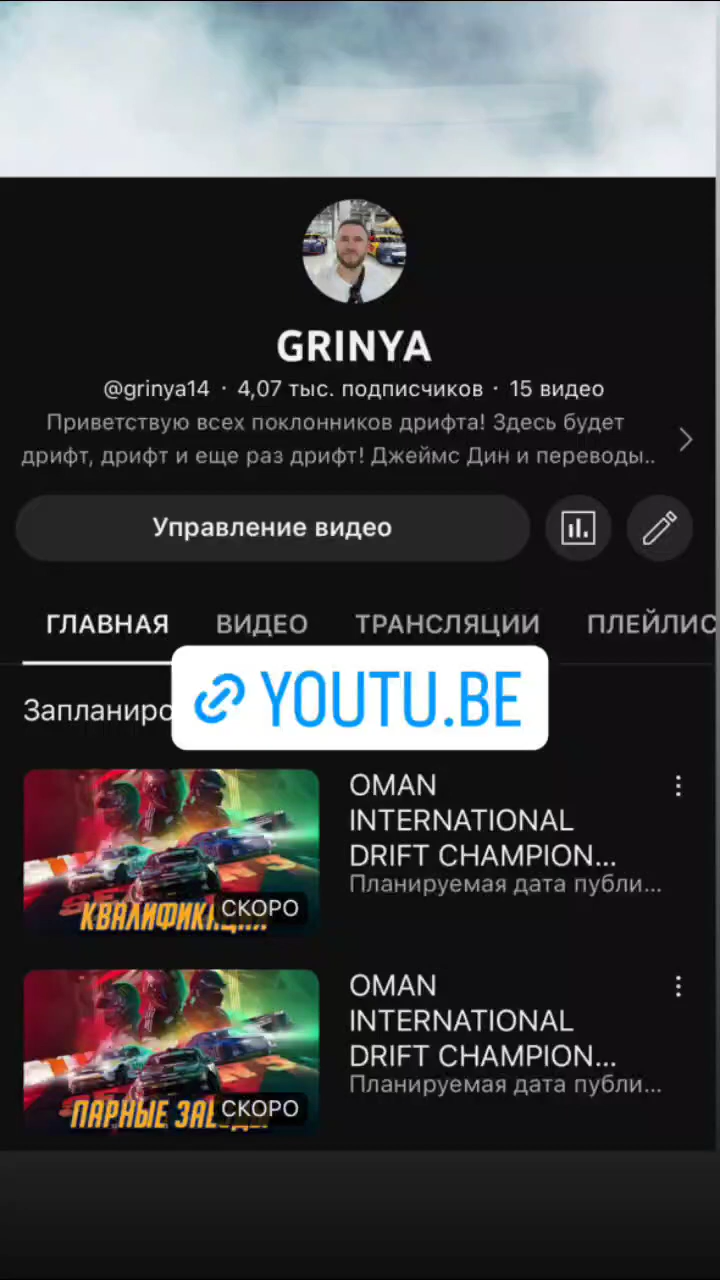 GRINYA
@grinya14 · 4,07 тыс. подписчиков · 15 видео
Приветствую всех поклонников дрифта! Здесь будет
дрифт, дрифт и еще раз дрифт! Джеймс Дин и переводы..
Управление видео
ГЛАВНАЯ ВИДЕО ТРАНСЛЯЦИИ ПЛЕЙЛИС
Запланиро
YOUTU.BE
OMAN
INTERNATIONAL
DRIFT CHAMPION...
Планируемая дата публи...
СКОРО
КВАЛИФИКАЦИЯ
OMAN
INTERNATIONAL
DRIFT CHAMPION...
Планируемая дата публи...
СКОРО
ПАРНЫЕ ЗАЕЗДЫ